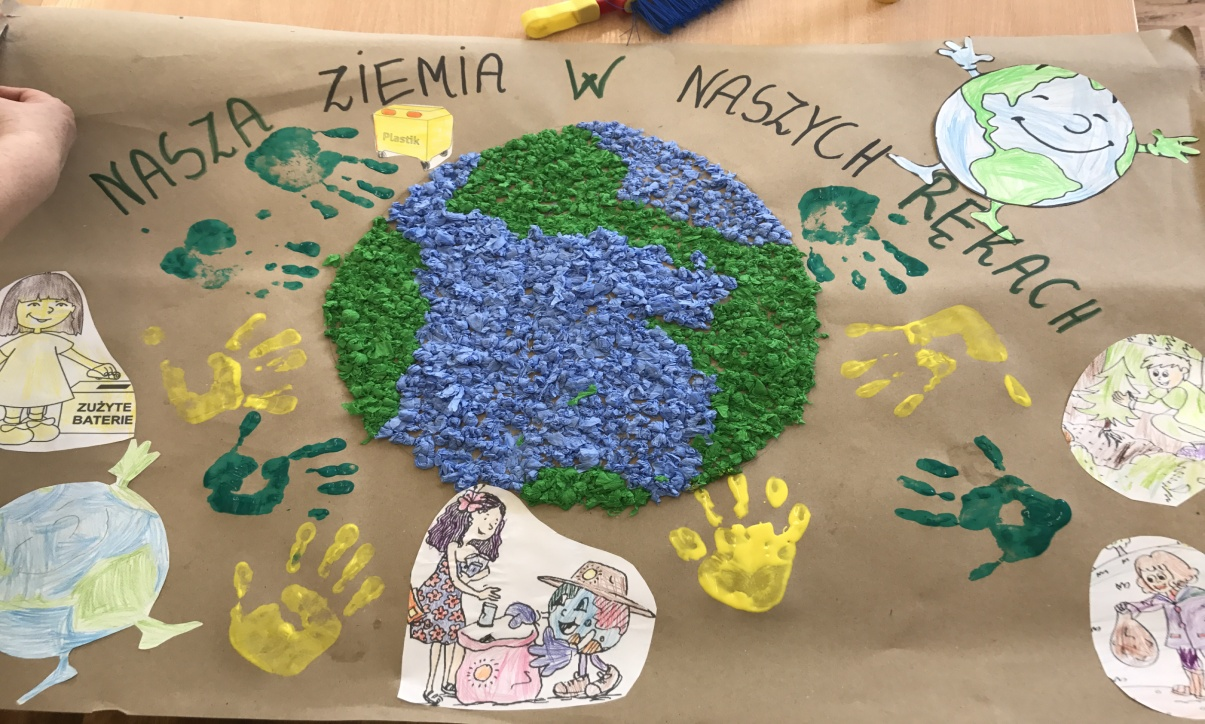 NASZA ZIEMIA W NASZYCH RĘKACH
Plastik
ZUŻYTE
BATERIE